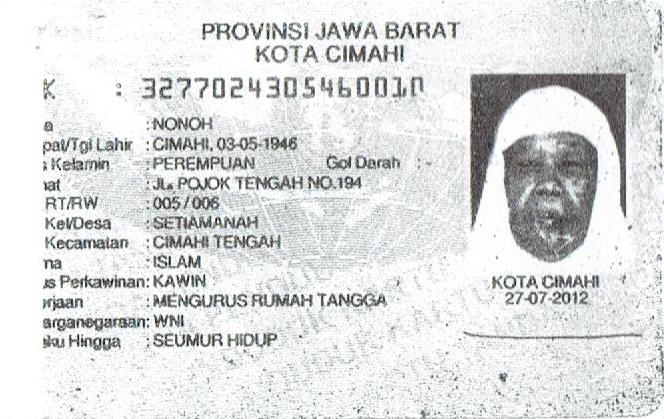 PROVINSI JAWA BARAT
KOTA CIMAHI
K : 3277024305460010
a : NONOH
pat/Tgl Lahir : CIMAHI, 03-05-1946
s Kelamin : PEREMPUAN Gol Darah : -
nat : JL. POJOK TENGAH NO.194
RT/RW : 005 / 006
Kel/Desa : SETIAMANAH
Kecamatan : CIMAHI TENGAH
ma : ISLAM
us Perkawinan: KAWIN
erjaan : MENGURUS RUMAH TANGGA
arganegaraan: WNI
aku Hingga : SEUMUR HIDUP
KOTA CIMAHI
27-07-2012